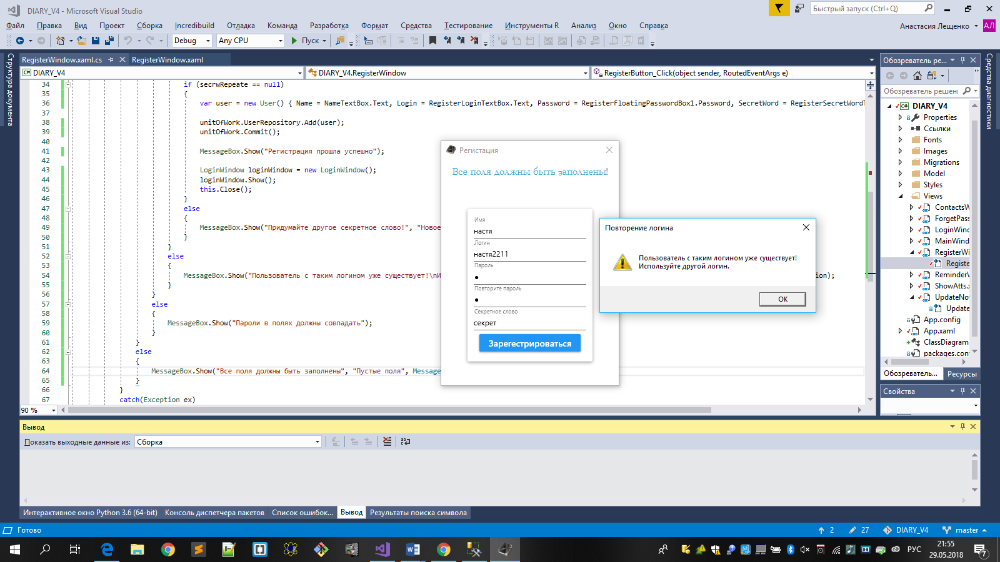 DIARY_V4 - Microsoft Visual Studio
Быстрый запуск (Ctrl+Q)
Файл Правка Вид Проект Сборка Incredibuild Отладка Команда Разработка Формат Средства Тестирование Инструменты R Анализ Окно Справка
Анастасия Лещенко АЛ
Debug Any CPU Пуск
Структура документа
RegisterWindow.xaml.cs RegisterWindow.xaml
DIARY_V4 DIARY_V4.RegisterWindow RegisterButton_Click(object sender, RoutedEventArgs e)
34 if (secrwRepeate == null)
35 {
36 var user = new User() { Name = NameTextBox.Text, Login = RegisterLoginTextBox.Text, Password = RegisterFloatingPasswordBox1.Password, SecretWord = RegisterSecretWordT
37
38 unitOfWork.UserRepository.Add(user);
39 unitOfWork.Commit();
40
41 MessageBox.Show("Регистрация прошла успешно");
42
43 LoginWindow loginWindow = new LoginWindow();
44 loginWindow.Show();
45 this.Close();
46 }
47 else
48 {
49 MessageBox.Show("Придумайте другое секретное слово!", "Новое
50 }
51 }
52 else
53 {
54 MessageBox.Show("Пользователь с таким логином уже существует!\nИ
ion);
55 }
56 }
57 else
58 {
59 MessageBox.Show("Пароли в полях должны совпадать");
60 }
61 }
62 else
63 {
64 MessageBox.Show("Все поля должны быть заполнены", "Пустые поля", Message
65 }
66 }
67 catch(Exception ex)
90 %
Регистация
Все поля должны быть заполнены!
Имя
настя
Логин
настя2211
Пароль
●
Повторите пароль
●
Секретное слово
секрет
Зарегестрироваться
Повторение логина
Пользователь с таким логином уже существует!
Используйте другой логин.
ОК
Обозреватель ре...
Обозреватель решени
DIARY_V4
Properties
Ссылки
Fonts
Images
Migrations
Model
Styles
Views
ContactsW
ForgetPass
LoginWind
MainWind
RegisterWi
Registe
ReminderW
ShowAtts.x
UpdateNot
Update
App.config
App.xaml
ClassDiagram
packages.conf
Обозреватель... Ресурсы
Свойства
Средства диагностики
Вывод
Показать выходные данные из: Сборка
Интерактивное окно Python 3.6 (64-bit) Консоль диспетчера пакетов Список ошибок... Вывод Результаты поиска символа
Готово
2 27 DIARY_V4 master
РУС
21:55
29.05.2018
7